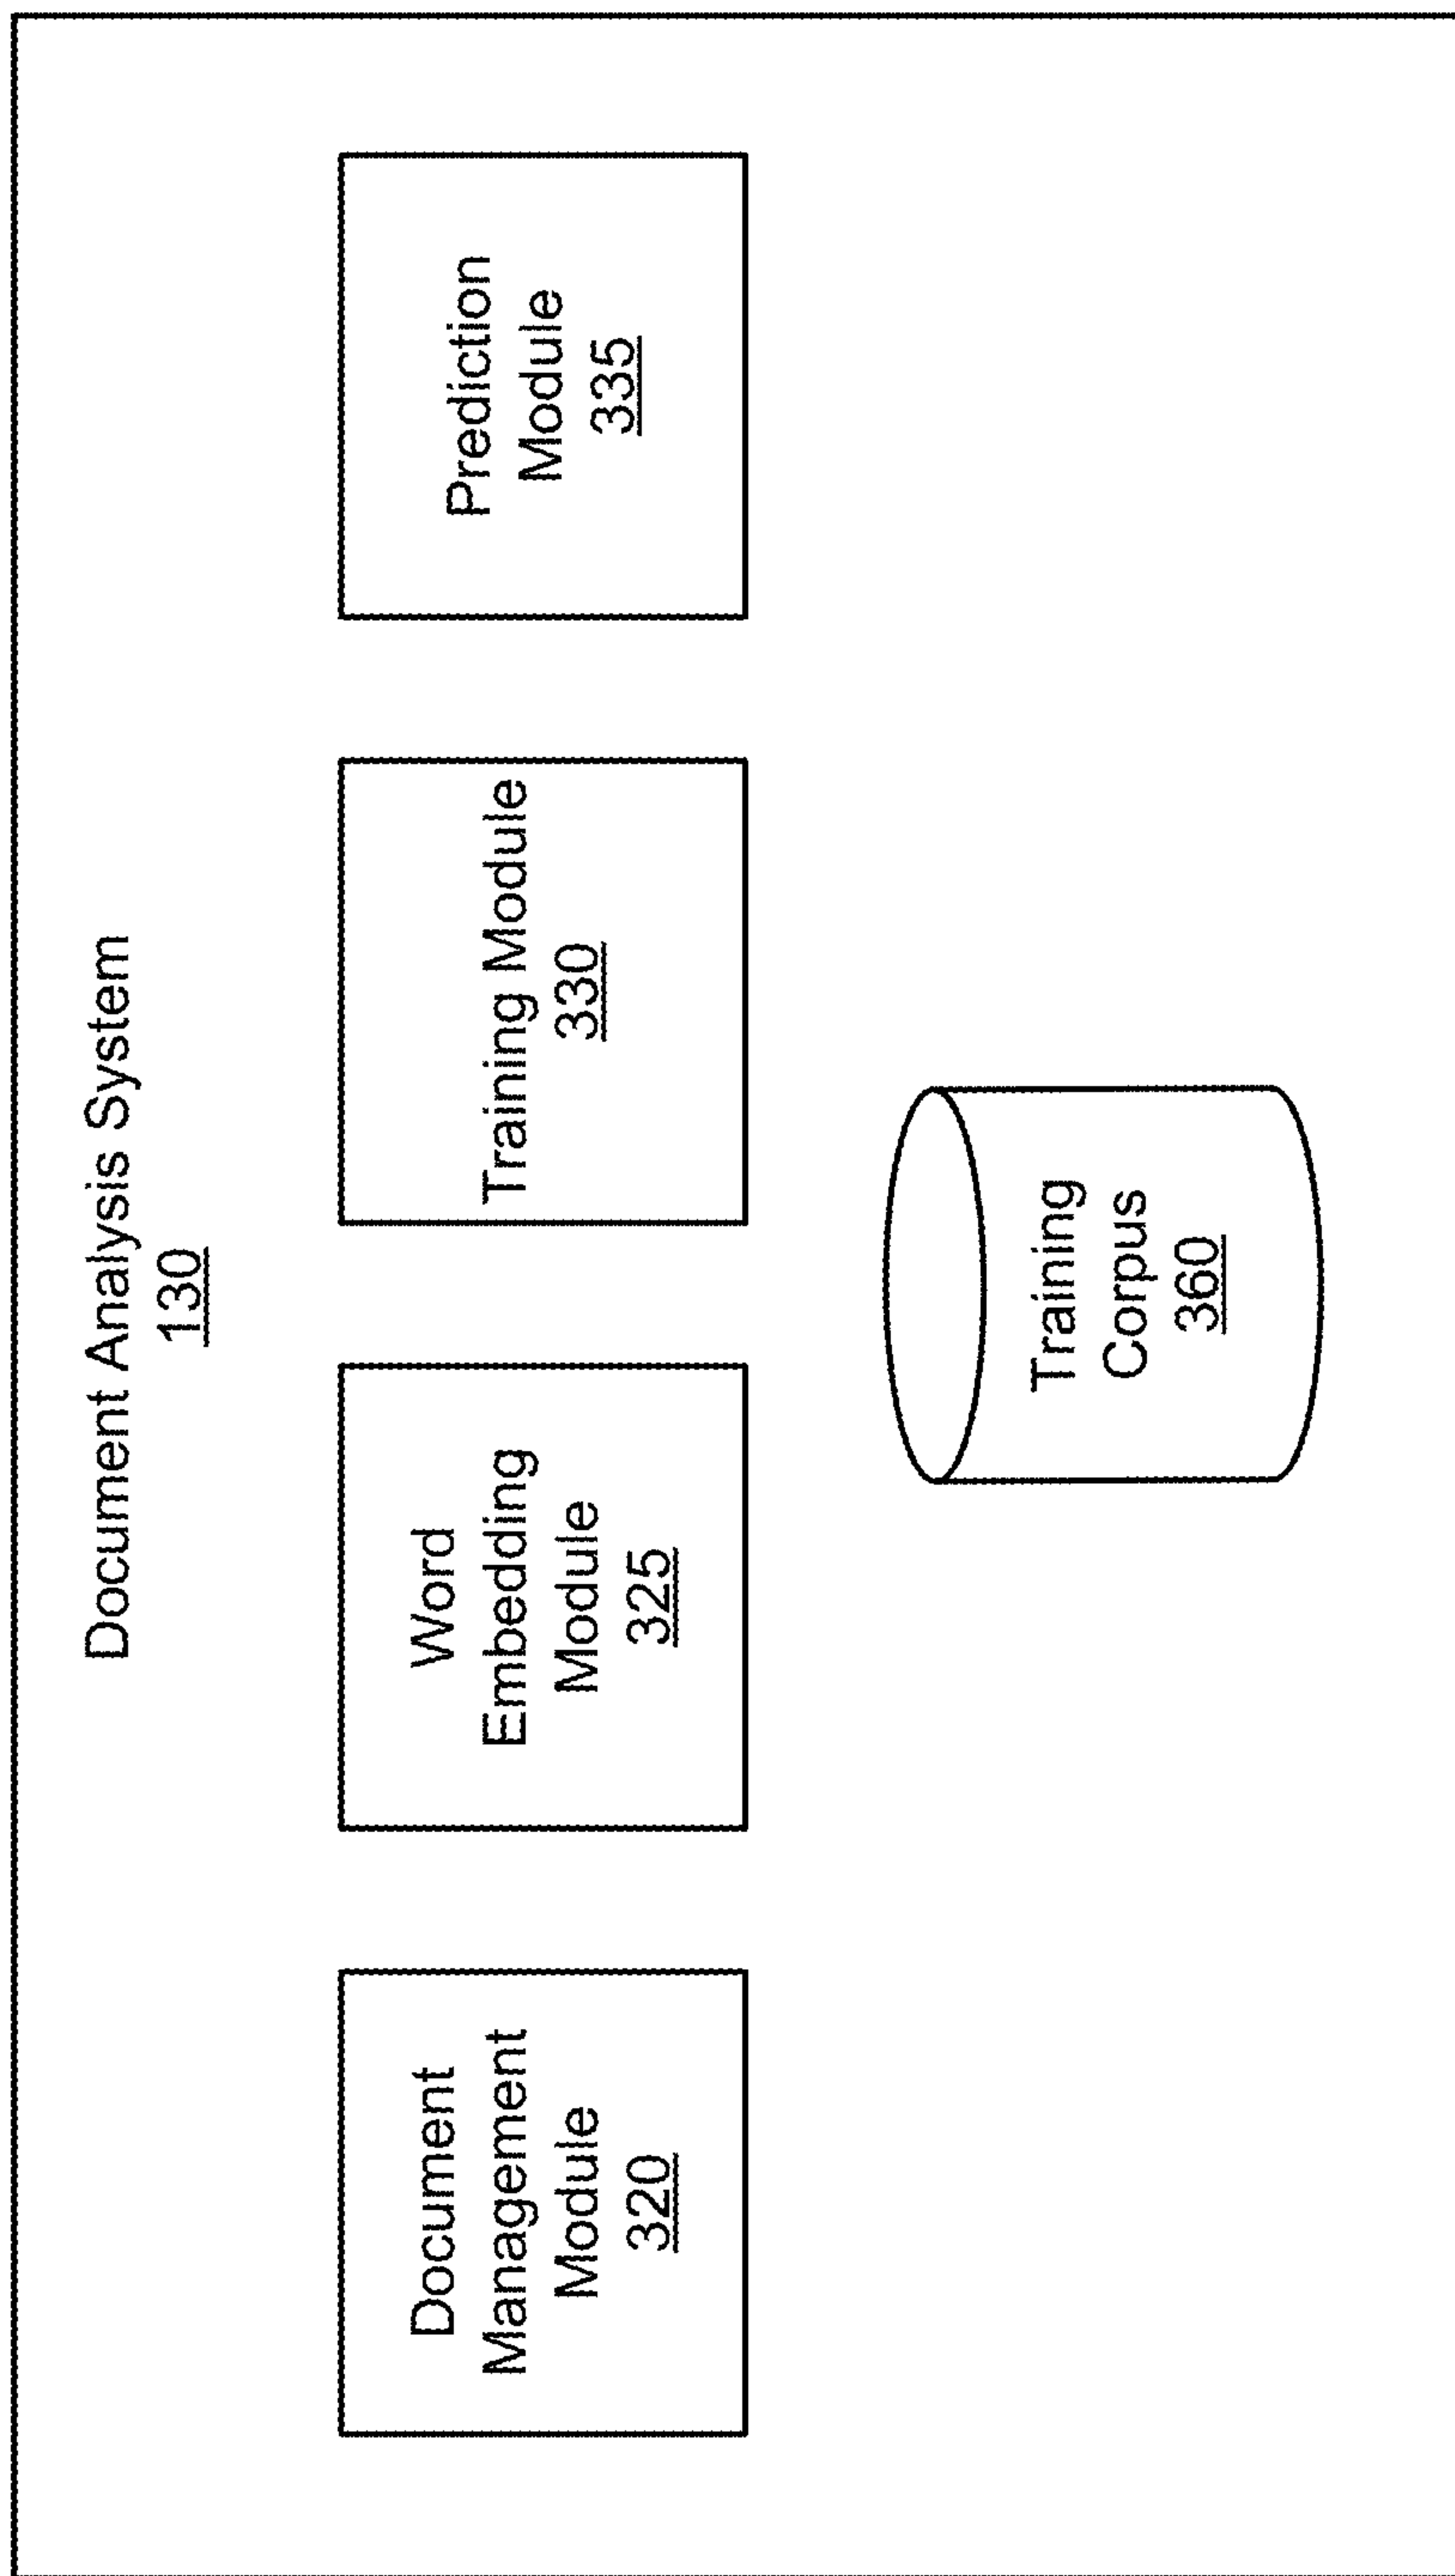 Document Analysis System
130
Document
Management
Module
320
Word
Embedding
Module
325
Training Module
330
Prediction
Module
335
Training
Corpus
360